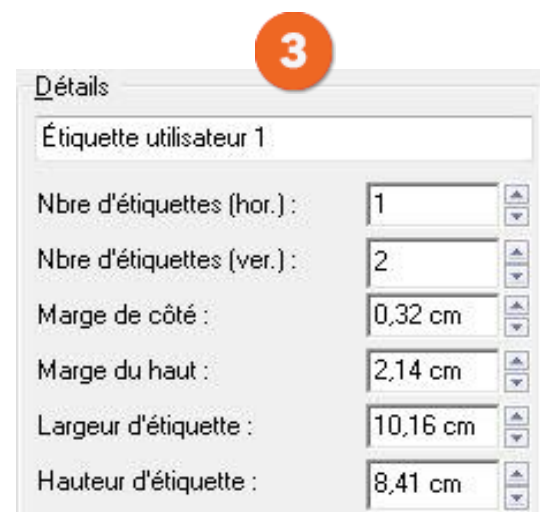 3
Détails
Étiquette utilisateur 1
Nbre d'étiquettes (hor.) : 1
Nbre d'étiquettes (ver.) : 2
Marge de côté : 0,32 cm
Marge du haut : 2,14 cm
Largeur d'étiquette : 10,16 cm
Hauteur d'étiquette : 8,41 cm